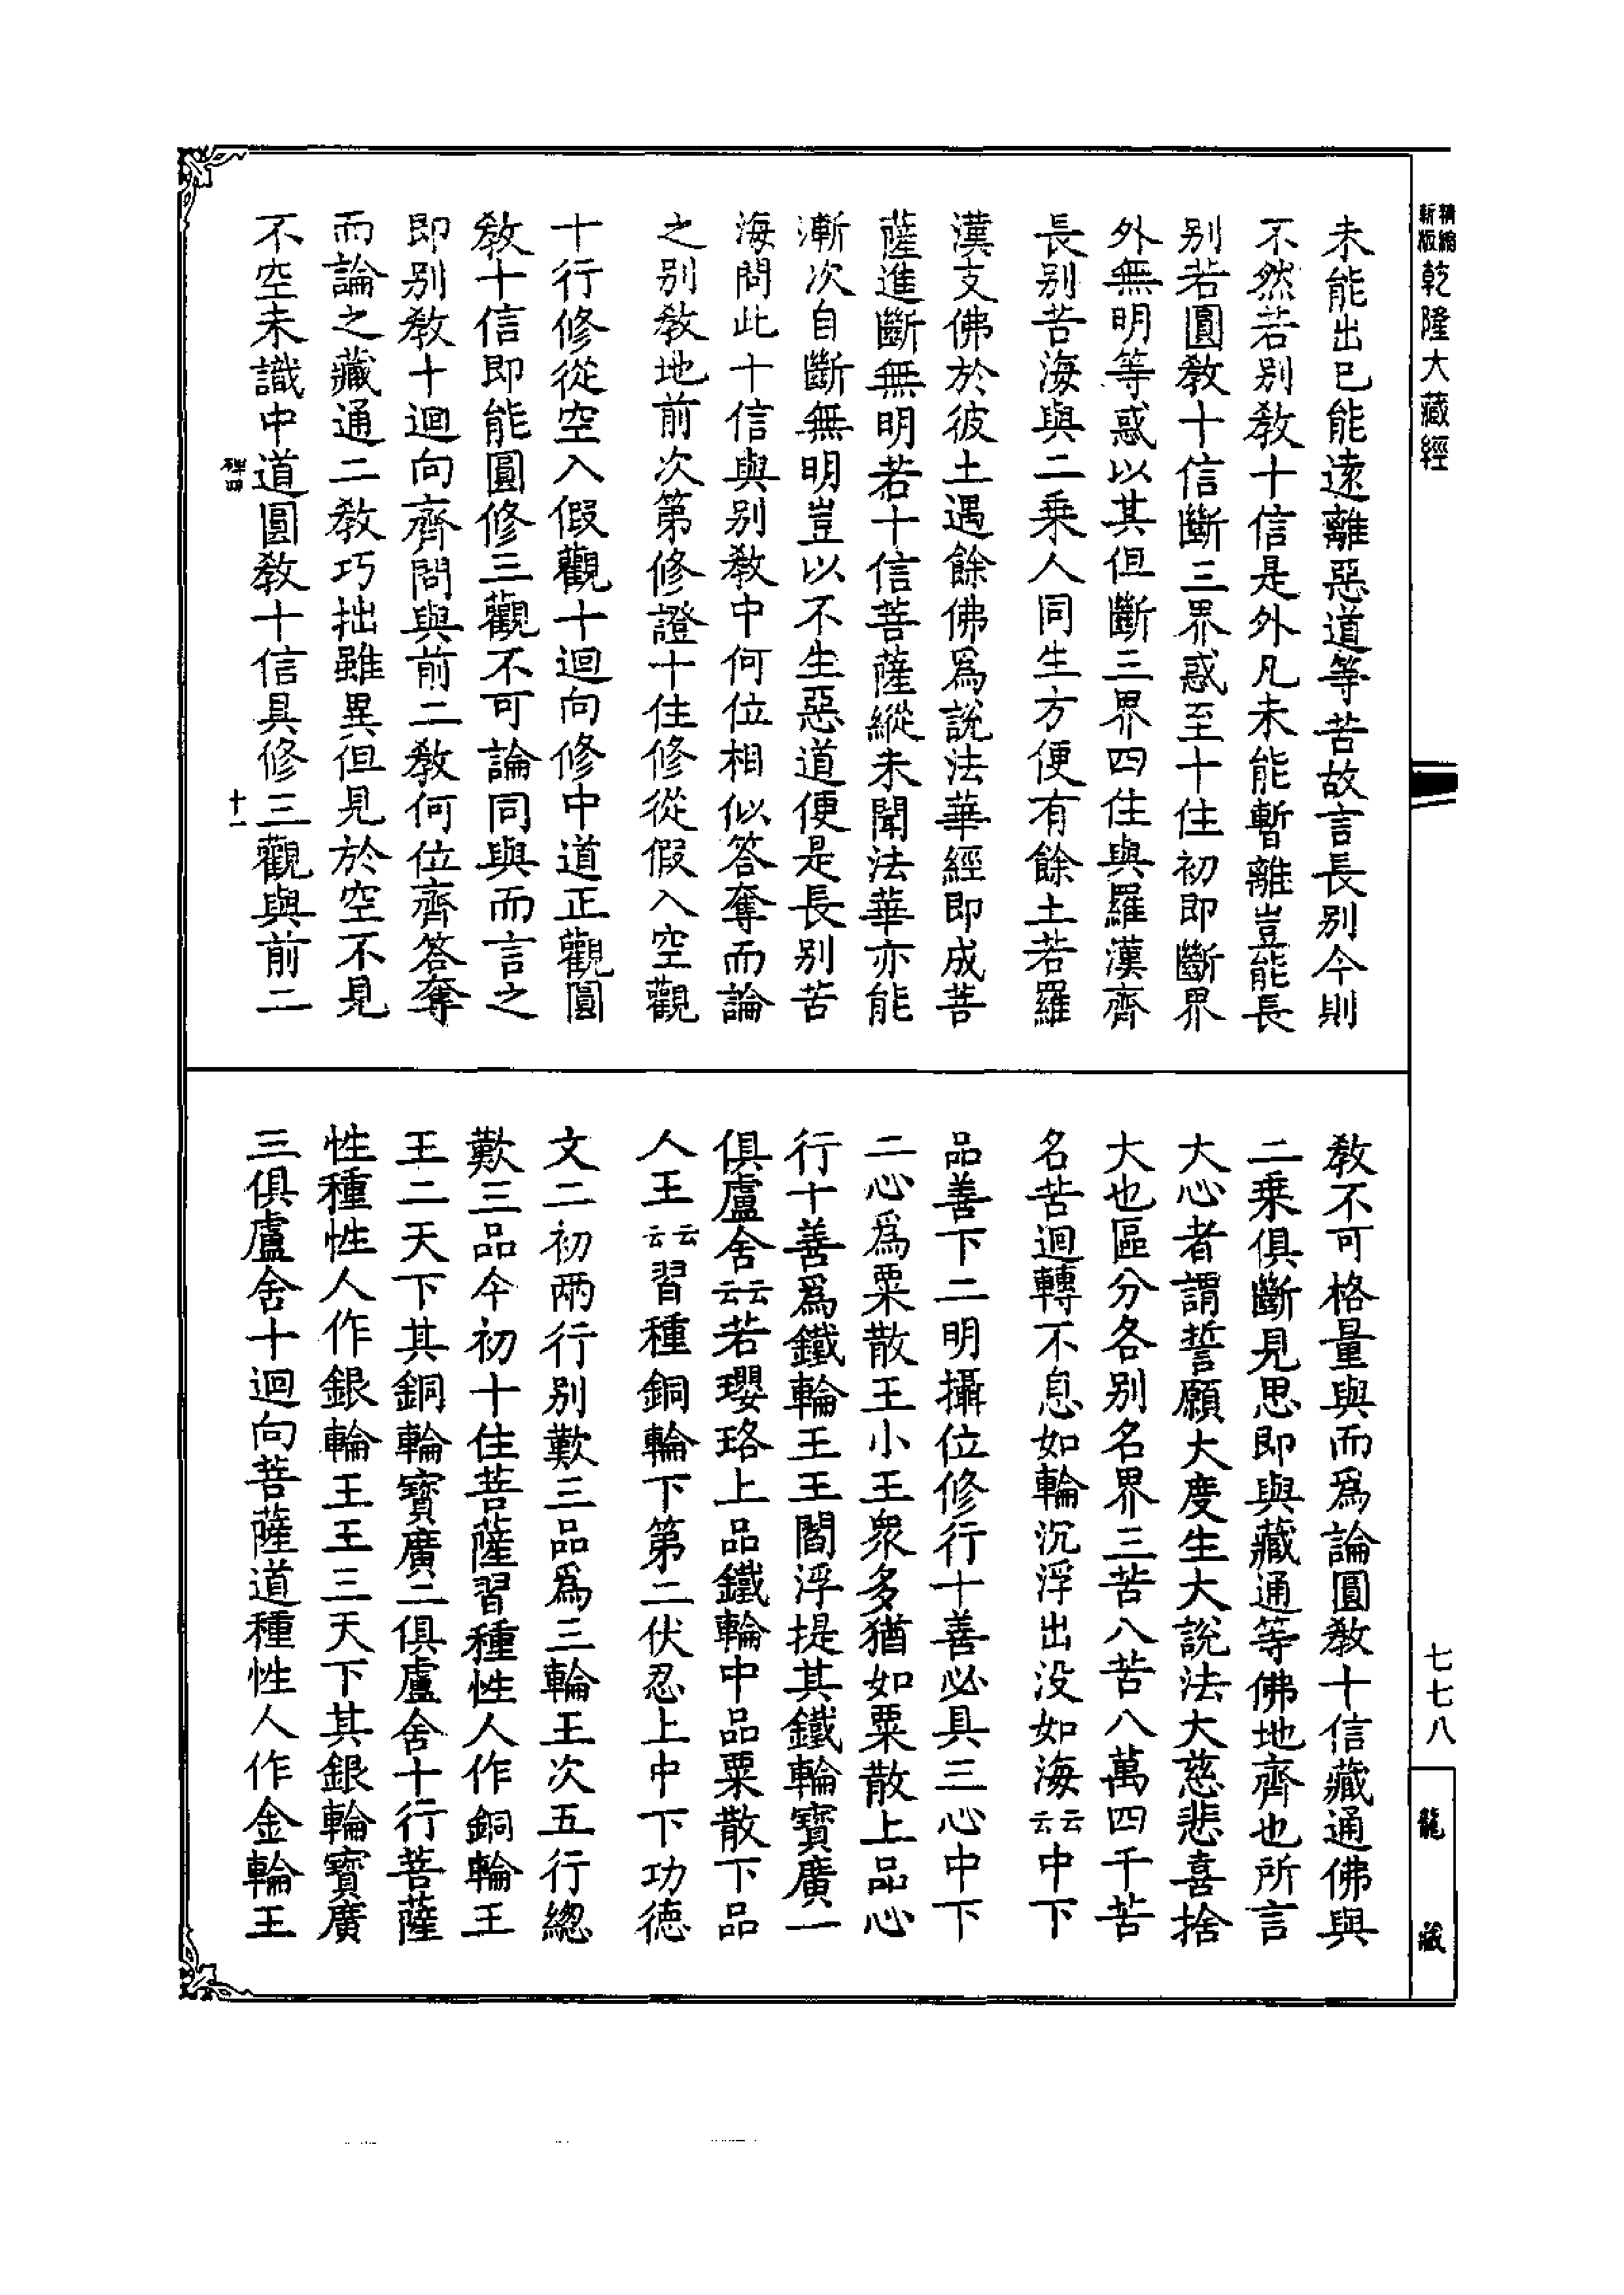 精縮新版乾隆大藏經
未能出已能遠離惡道等苦故言長别今則
不然若别教十信是外凡未能暫離豈能長
别若圓教十信斷三界惑至十住初即斷界
外無明等惑以其但斷三界四住與羅漢齊
長别苦海與二乘人同生方便有餘土若羅
漢支佛於彼土遇餘佛爲說法華經即成菩
薩進斷無明若十信菩薩縱未聞法華亦能
漸次自斷無明豈以不生惡道便是長别苦
海問此十信與别教中何位相似答奪而論
之别教地前次第修證十住修從假入空觀
十行修從空入假觀十迴向修中道正觀圓
教十信即能圓修三觀不可論同與而言之
即别教十迴向齊問與前二教何位齊答奪
而論之藏通二教巧拙雖異但見於空不見
不空未識中道圓教十信具修三觀與前二
十一
教不可格量與而爲論圓教十信藏通佛與
二乘俱斷見思即與藏通等佛地齊也所言
大心者謂誓願大度生大說法大慈悲喜捨
大也區分各别名界三苦八苦八萬四千苦
名苦迴轉不息如輪沉浮出没如海云云中下
品善下二明攝位修行十善必具三心中下
二心爲粟散王小王衆多猶如粟散上品心
行十善爲鐵輪王王閻浮提其鐵輪寶廣一
俱盧舍云云若瓔珞上品鐵輪中品粟散下品
人王云云習種銅輪下第二伏忍上中下功德
文二初兩行别歎三品爲三輪王次五行總
歎三品今初十住菩薩習種性人作銅輪王
王二天下其銅輪寶廣二俱盧舍十行菩薩
性種性人作銀輪王王三天下其銀輪寶廣
三俱盧舍十迴向菩薩道種性人作金輪王
七七八
龍藏